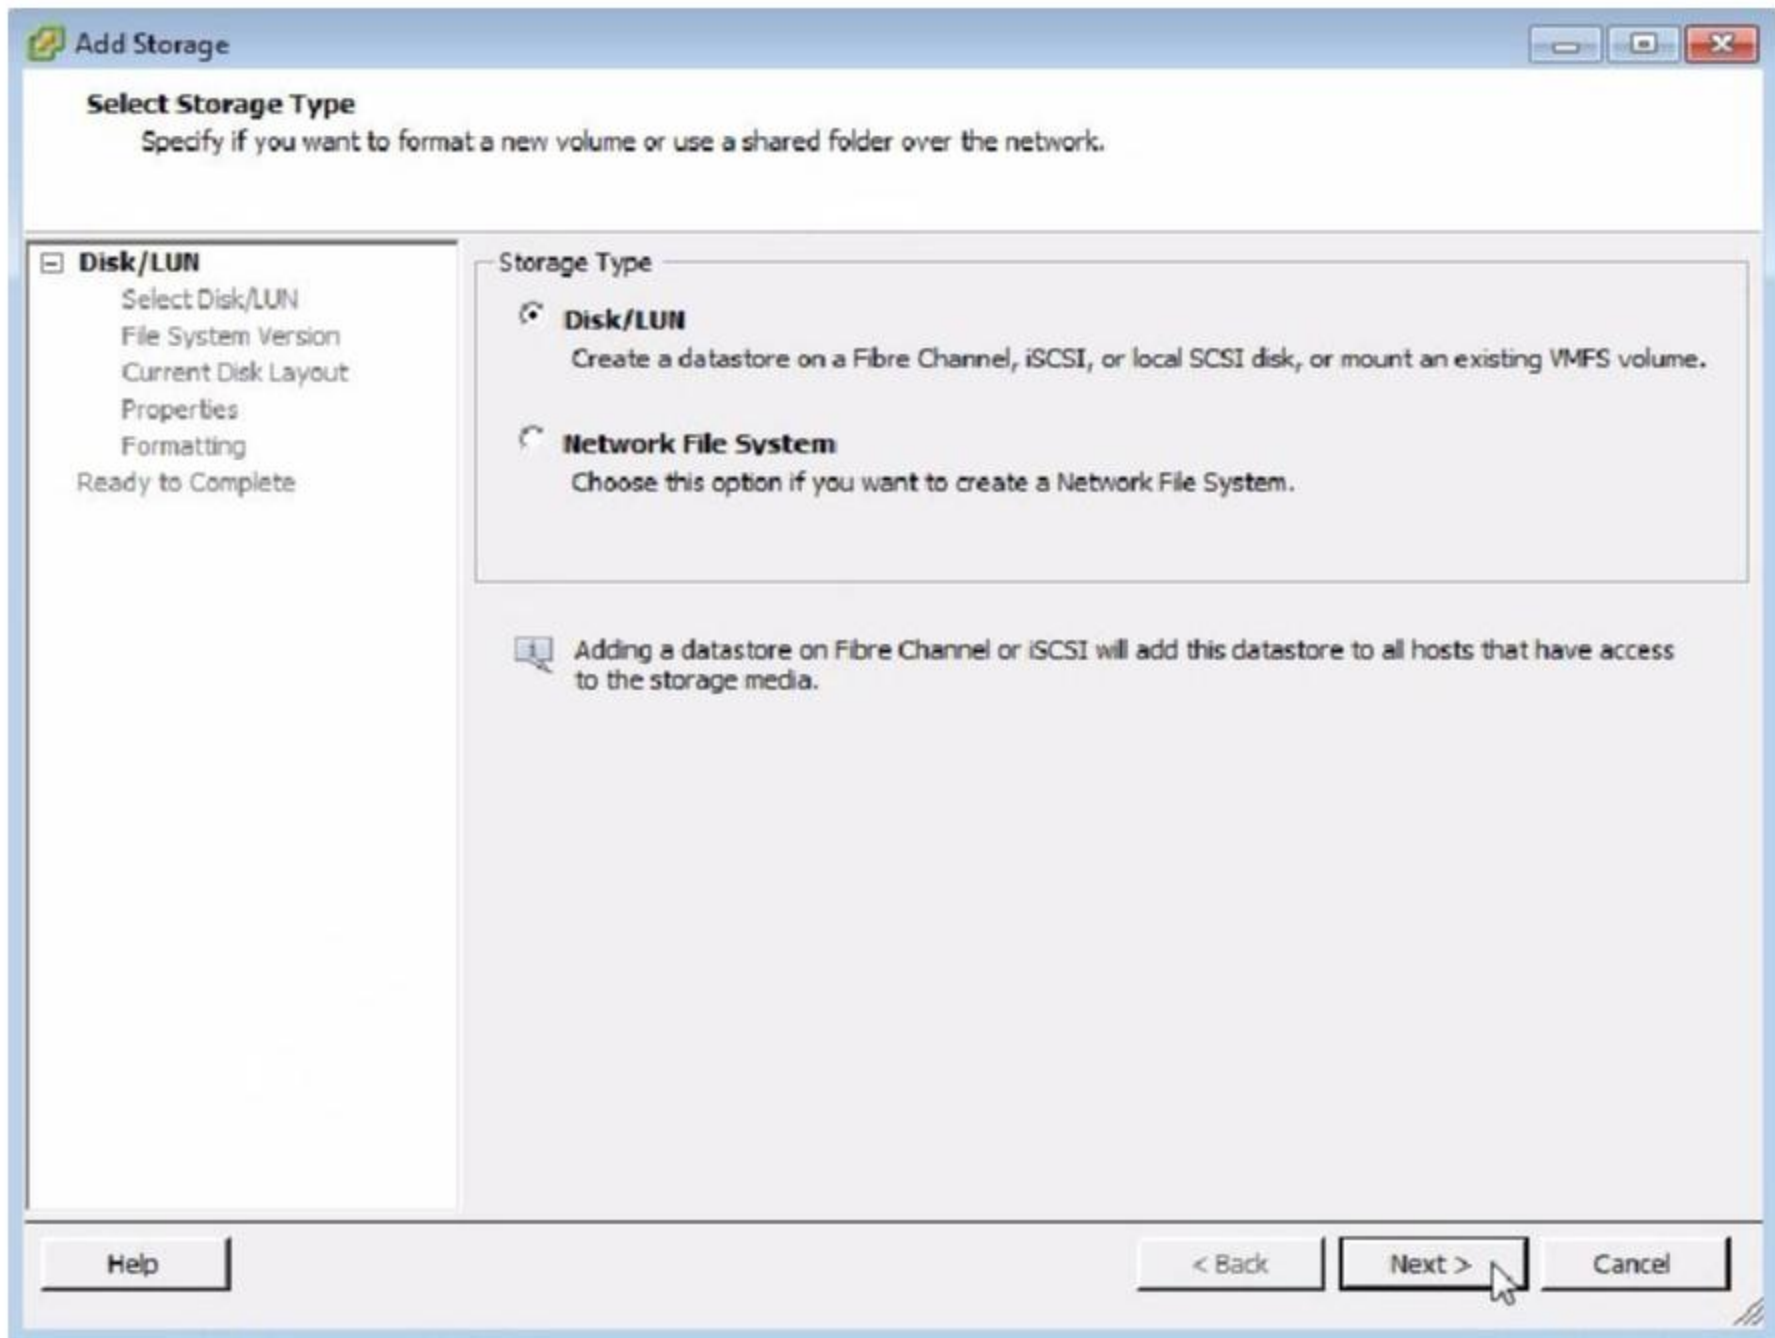 Add Storage
Select Storage Type
Specify if you want to format a new volume or use a shared folder over the network.
Disk/LUN
Select Disk/LUN
File System Version
Current Disk Layout
Properties
Formatting
Ready to Complete
Storage Type
Disk/LUN
Create a datastore on a Fibre Channel, iSCSI, or local SCSI disk, or mount an existing VMFS volume.
Network File System
Choose this option if you want to create a Network File System.
Adding a datastore on Fibre Channel or iSCSI will add this datastore to all hosts that have access
to the storage media.
Help
< Back
Next >
Cancel